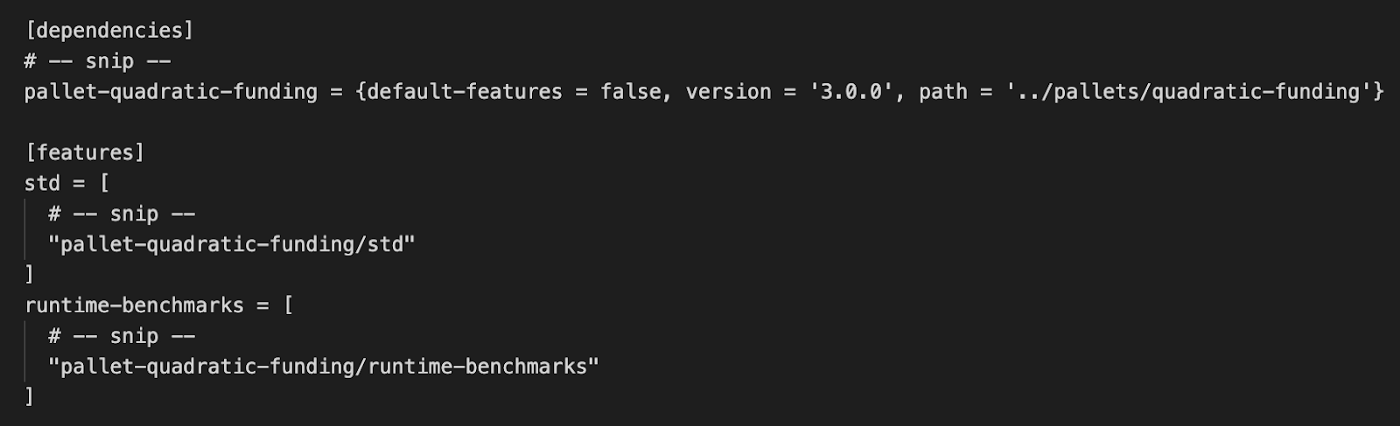 [dependencies]
# -- snip --
pallet-quadratic-funding = {default-features = false, version = '3.0.0', path = '../pallets/quadratic-funding'}
[features]
std = [
# -- snip --
"pallet-quadratic-funding/std"
]
runtime-benchmarks = [
# -- snip --
"pallet-quadratic-funding/runtime-benchmarks"
]